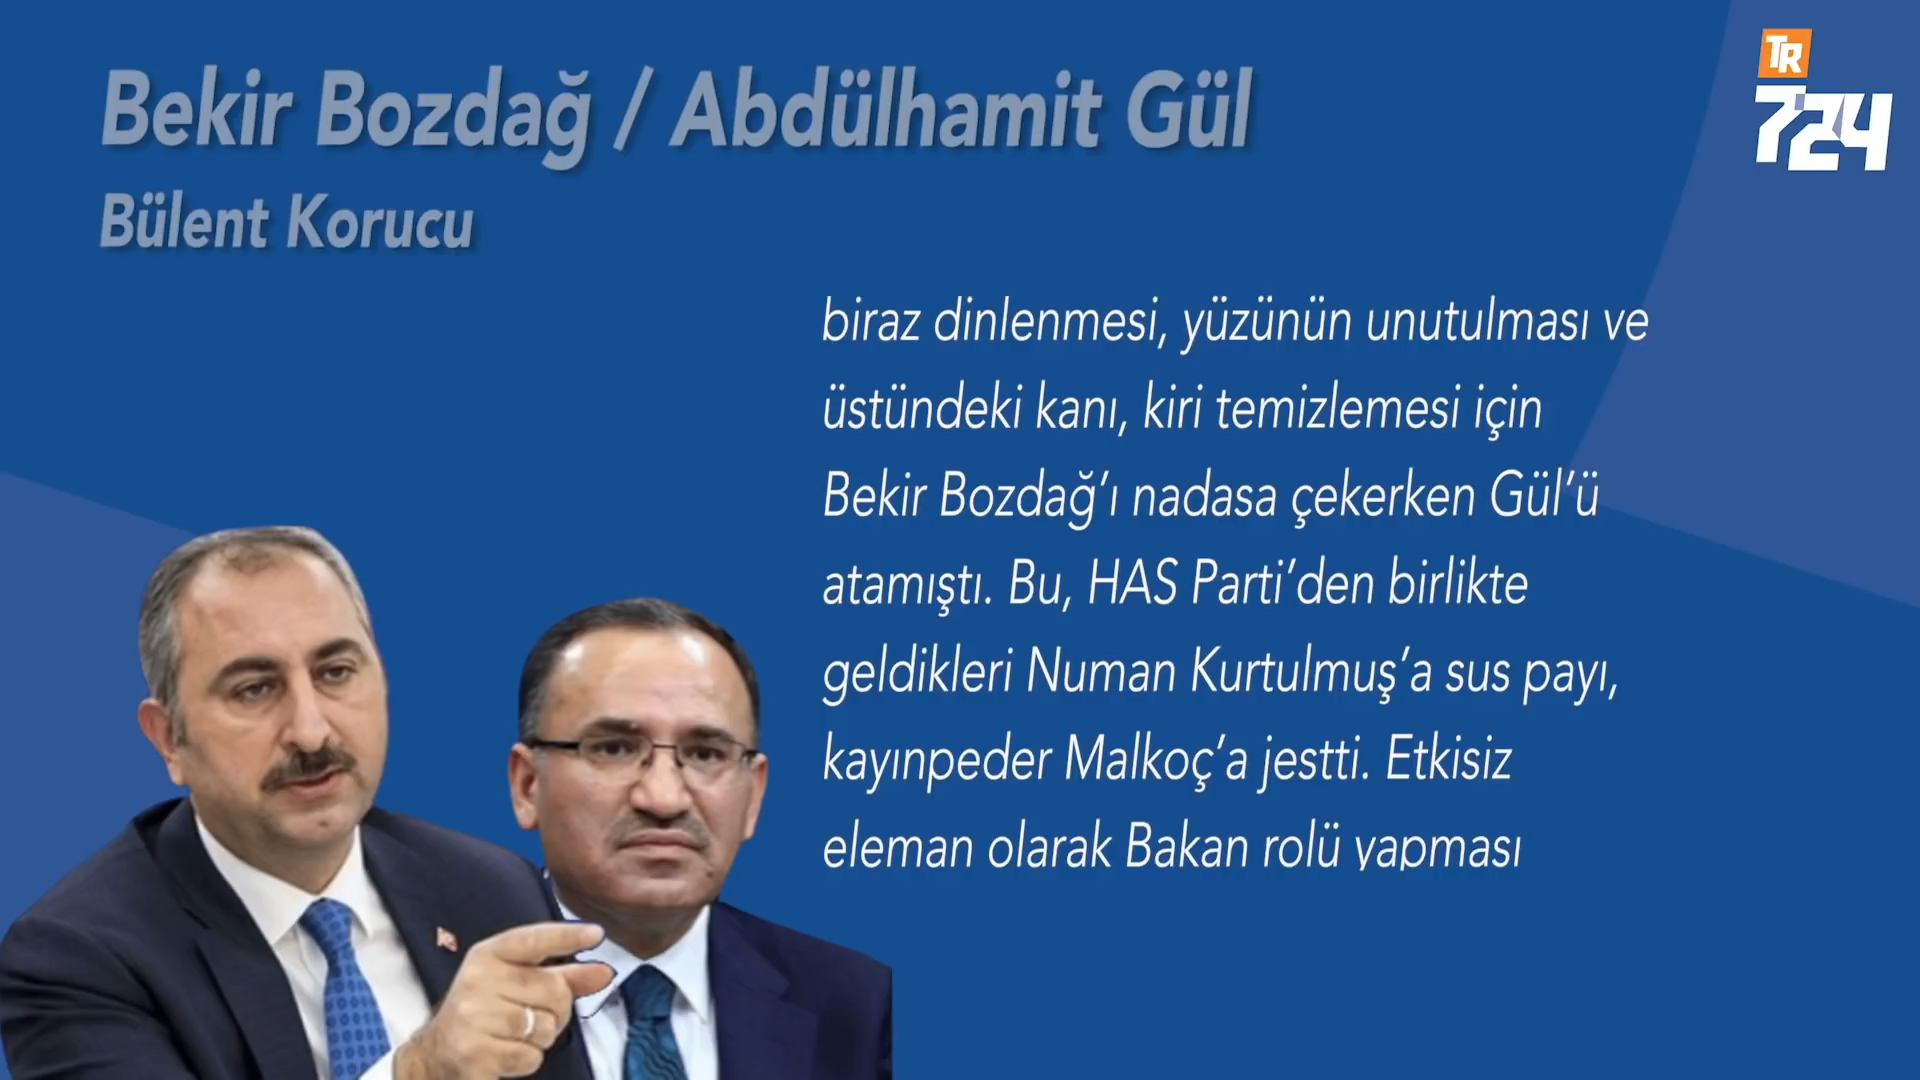 Bekir Bozdağ / Abdülhamit Gül
Bülent Korucu
TR
724
biraz dinlenmesi, yüzünün unutulması ve
üstündeki kanı, kiri temizlemesi için
Bekir Bozdağ’ı nadasa çekerken Gül’ü
atamıştı. Bu, HAS Parti’den birlikte
geldikleri Numan Kurtulmuş’a sus payı,
kayınpeder Malkoç’a jestti. Etkisiz
eleman olarak Bakan rolü yapması